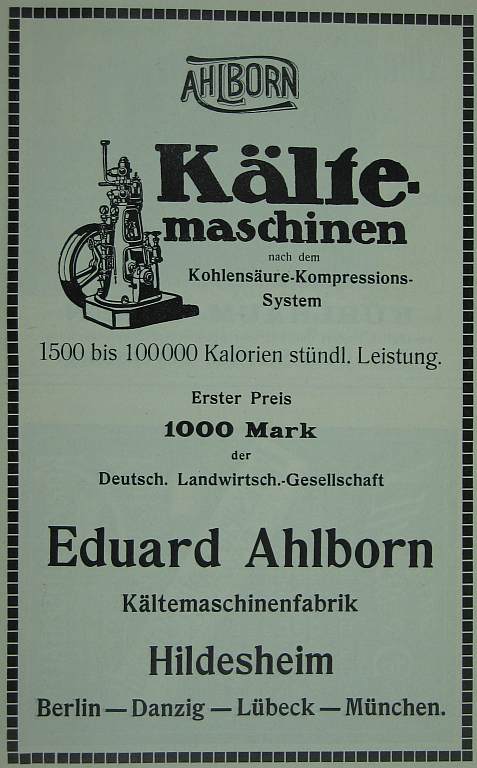 AHLBORN
Kälte-
maschinen
nach dem
Kohlensäure-Kompressions-
System
1500 bis 100000 Kalorien stündl. Leistung.
Erster Preis
1000 Mark
der
Deutsch. Landwirtsch.-Gesellschaft
Eduard Ahlborn
Kältemaschinenfabrik
Hildesheim
Berlin — Danzig — Lübeck — München.